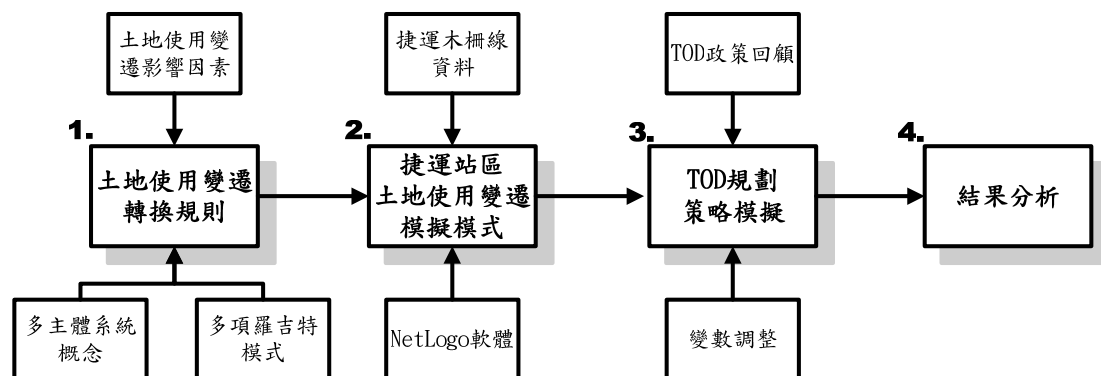 土地使用變
遷影響因素
捷運木柵線
資料
TOD政策回顧
1.
土地使用變遷
轉換規則
2.
捷運站區
土地使用變遷
模擬模式
3.
TOD規劃
策略模擬
4.
結果分析
多主體系統
概念
多項羅吉特
模式
NetLogo軟體
變數調整